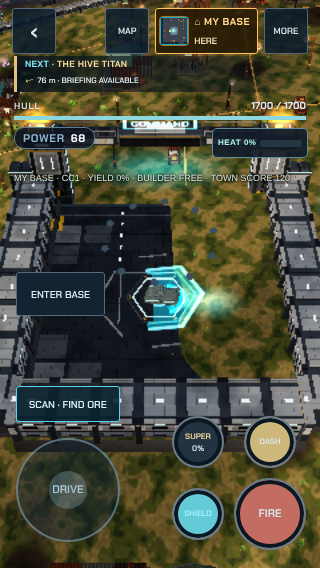 MAP
⌂ MY BASE
HERE
MORE
NEXT · THE HIVE TITAN
76 m · BRIEFING AVAILABLE
HULL
1700 / 1700
COMMAND
POWER 68
HEAT 0%
MY BASE · CC1 · YIELD 0% · BUILDER FREE · TOWN SCORE 120
ENTER BASE
SCAN · FIND ORE
SUPER
0%
DASH
DRIVE
SHIELD
FIRE